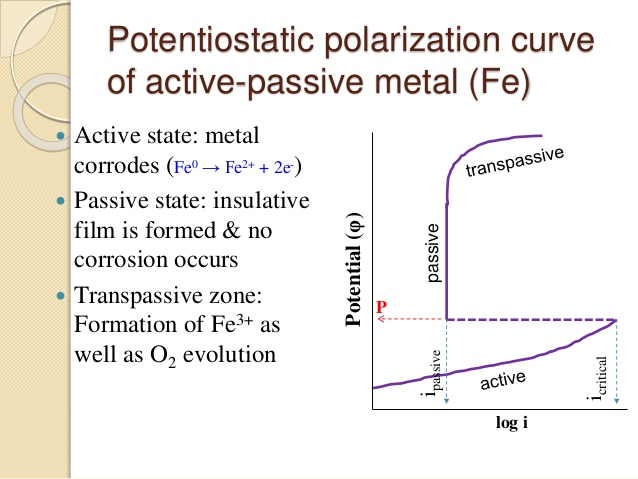 Potentiostatic polarization curve
of active-passive metal (Fe)
• Active state: metal
corrodes (Fe⁰ → Fe²⁺ + 2e⁻)
• Passive state: insulative
film is formed & no
corrosion occurs
• Transpassive zone:
Formation of Fe³⁺ as
well as O₂ evolution
Potential (φ)
transpassive
passive
P
active
i passive
i critical
log i